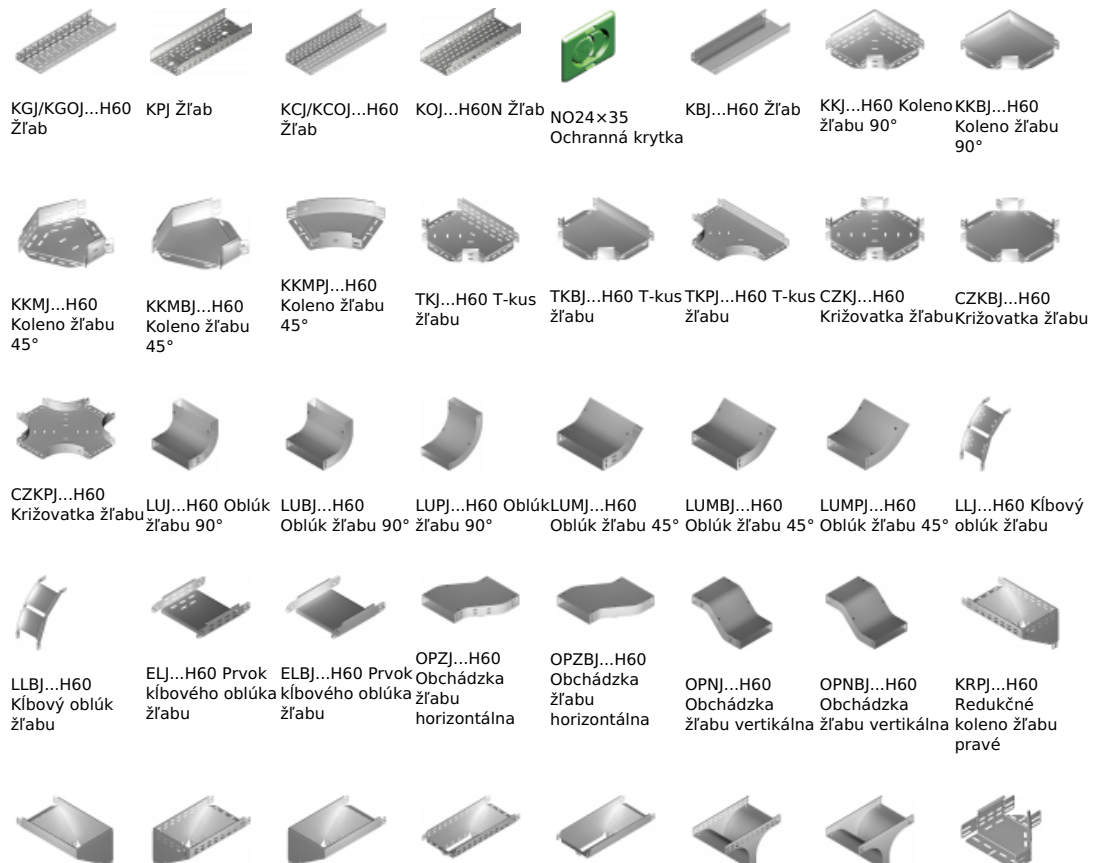 KGJ/KGOJ...H60
Žľab
KPJ Žľab
KCJ/KCOJ...H60
Žľab
KOJ...H60N Žľab
NO24×35
Ochranná krytka
KBJ...H60 Žľab
KKJ...H60 Koleno
žľabu 90°
KKBJ...H60
Koleno žľabu
90°
KKMJ...H60
Koleno žľabu
45°
KKMBJ...H60
Koleno žľabu
45°
KKMPJ...H60
Koleno žľabu
45°
TKJ...H60 T-kus
žľabu
TKBJ...H60 T-kus
žľabu
TKPJ...H60 T-kus
žľabu
CZKJ...H60
Križovatka žľabu
CZKBJ...H60
Križovatka žľabu
CZKPJ...H60
Križovatka žľabu
LUJ...H60 Oblúk
žľabu 90°
LUBJ...H60
Oblúk žľabu 90°
LUPJ...H60 Oblúk
žľabu 90°
LUMJ...H60
Oblúk žľabu 45°
LUMBJ...H60
Oblúk žľabu 45°
LUMPJ...H60
Oblúk žľabu 45°
LLJ...H60 Kĺbový
oblúk žľabu
LLBJ...H60
Kĺbový oblúk
žľabu
ELJ...H60 Prvok
kĺbového oblúka
žľabu
ELBJ...H60 Prvok
kĺbového oblúka
žľabu
OPZJ...H60
Obchádzka
žľabu
horizontálna
OPZBJ...H60
Obchádzka
žľabu
horizontálna
OPNJ...H60
Obchádzka
žľabu vertikálna
OPNBJ...H60
Obchádzka
žľabu vertikálna
KRPJ...H60
Redukčné
koleno žľabu
pravé